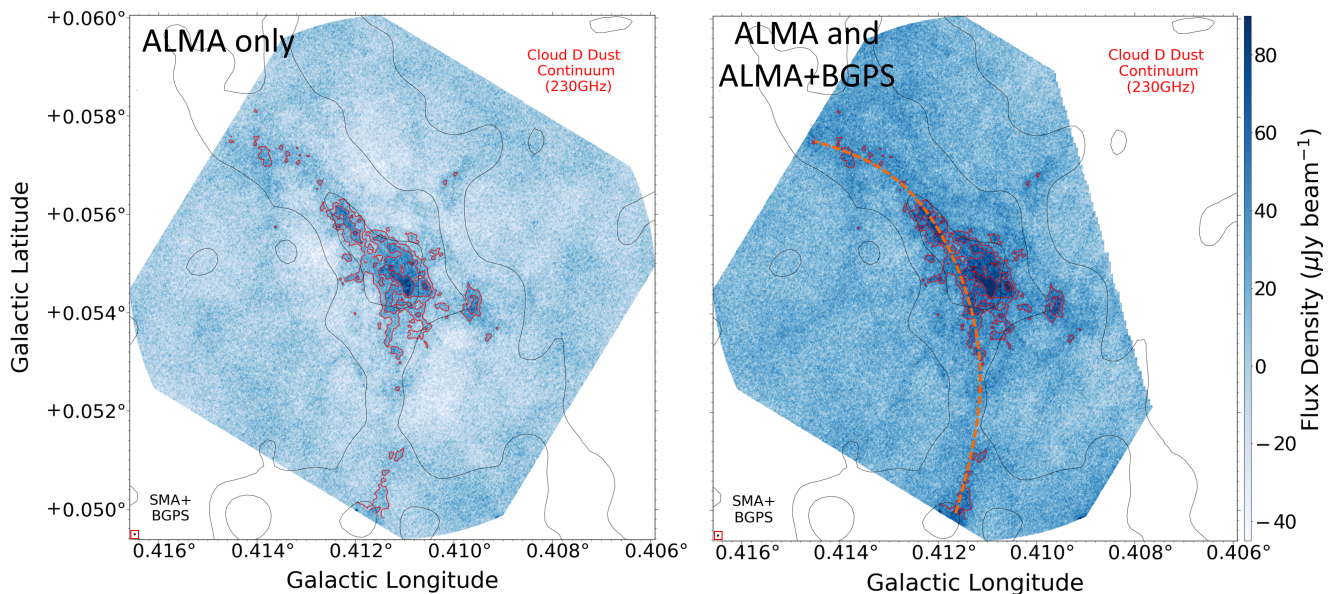 ALMA only
Cloud D Dust
Continuum
(230GHz)
+0.060°
+0.058°
+0.056°
+0.054°
+0.052°
+0.050°
Galactic Latitude
SMA+
BGPS
0.416°
0.414°
0.412°
0.410°
0.408°
0.406°
Galactic Longitude
ALMA and
ALMA+BGPS
Cloud D Dust
Continuum
(230GHz)
SMA+
BGPS
0.416°
0.414°
0.412°
0.410°
0.408°
0.406°
Galactic Longitude
80
60
40
20
0
−20
−40
Flux Density (μJy beam⁻¹)